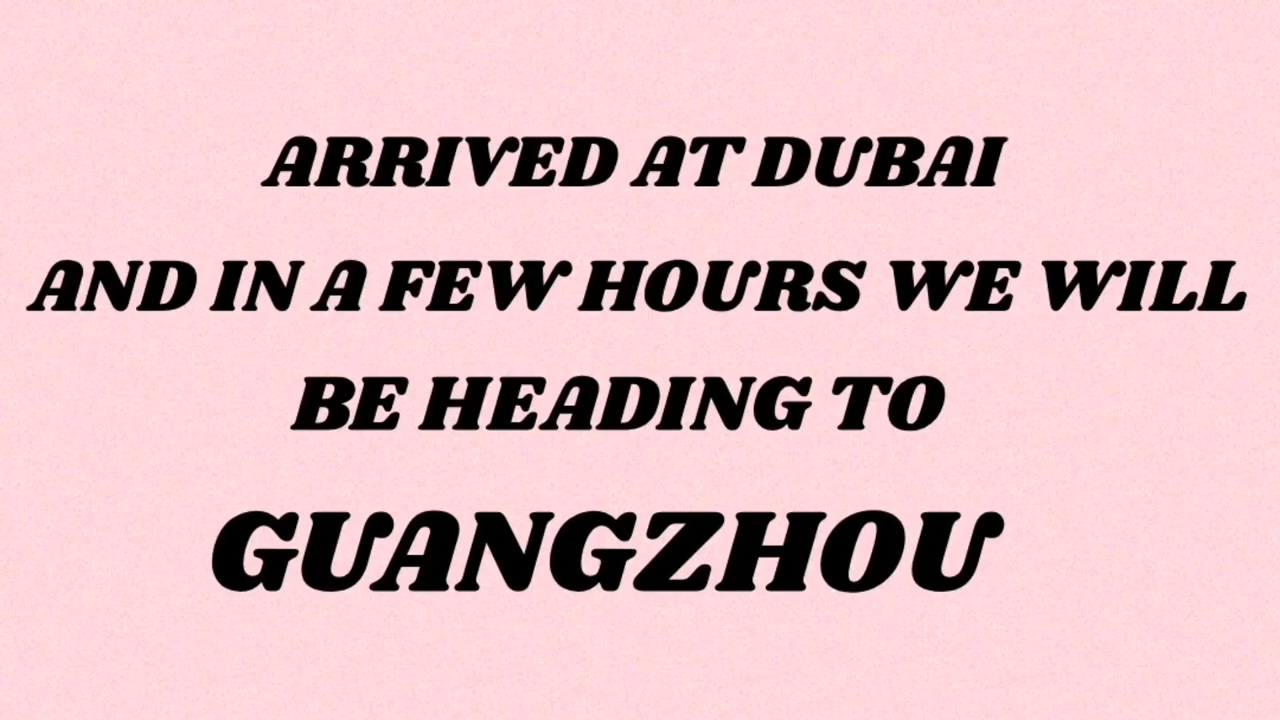 ARRIVED AT DUBAI
AND IN A FEW HOURS WE WILL
BE HEADING TO
GUANGZHOU